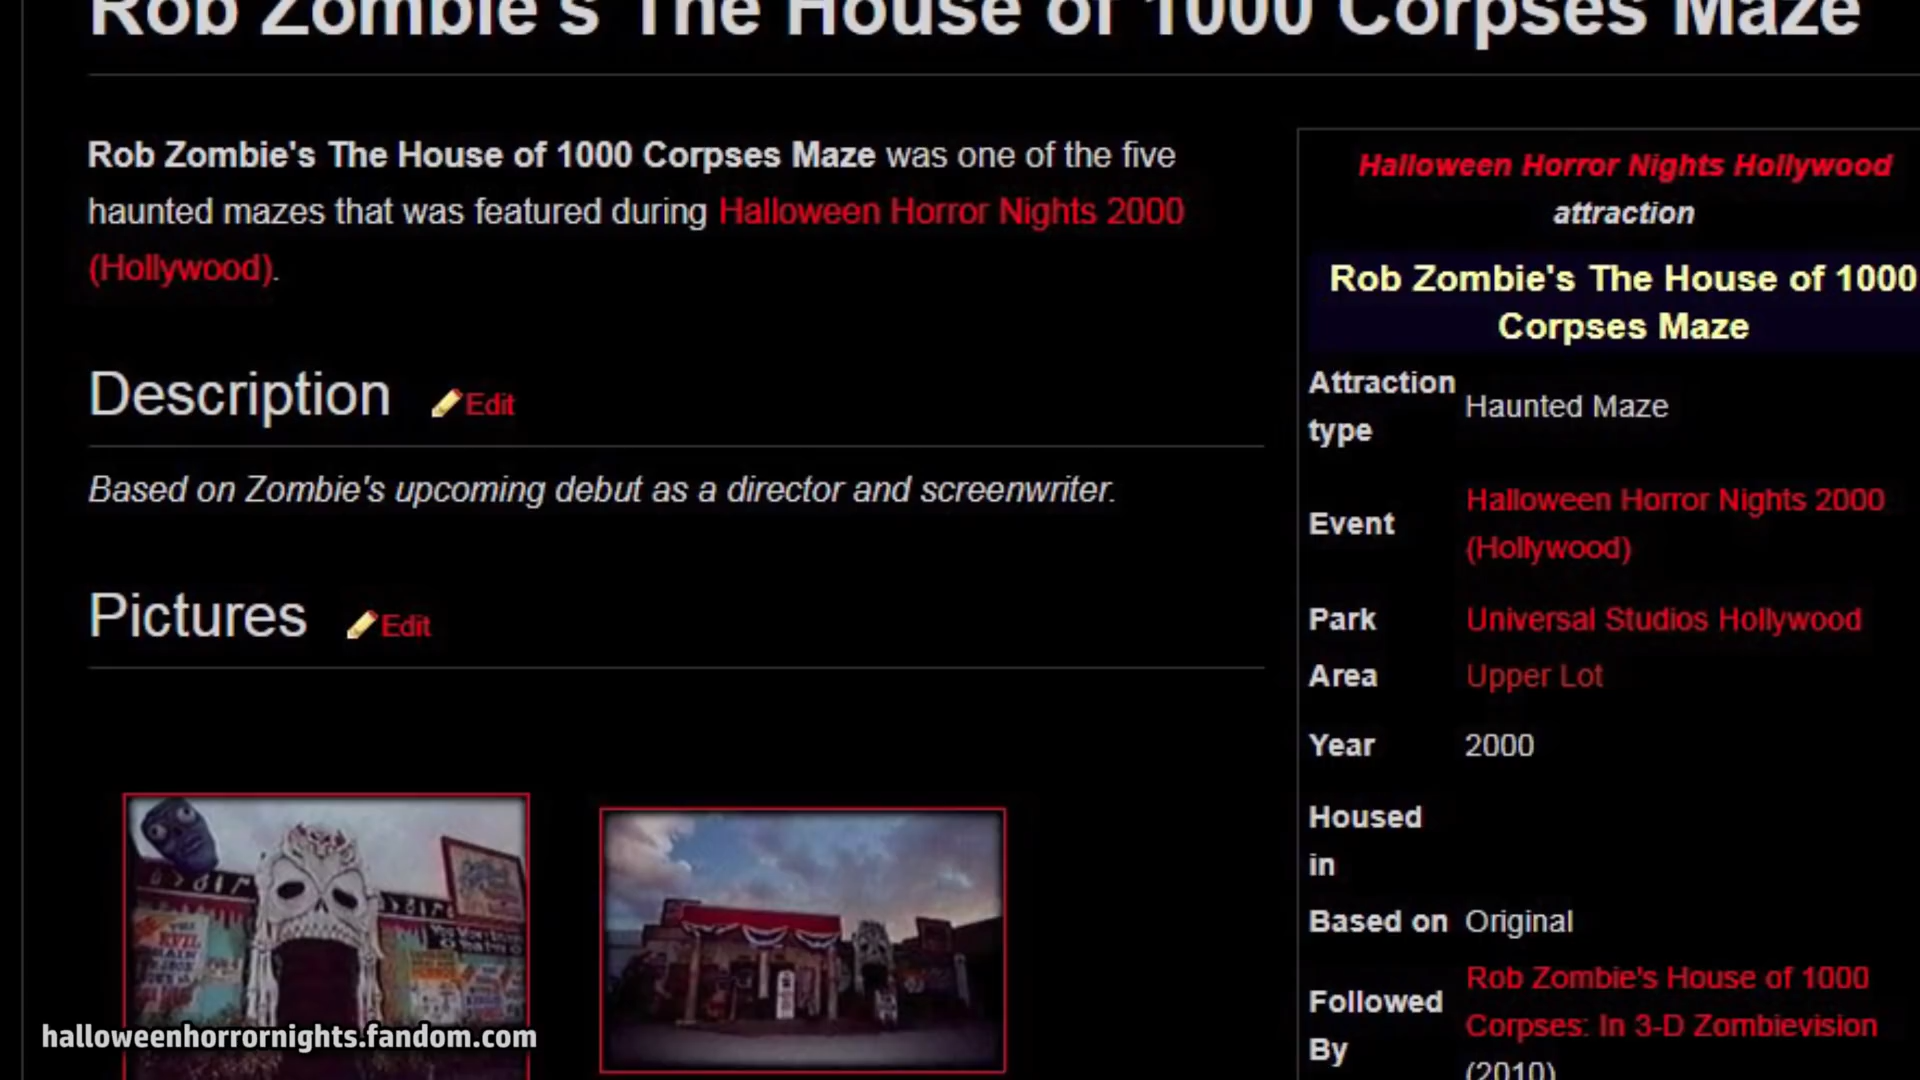 Rob Zombie's The House of 1000 Corpses Maze
Rob Zombie's The House of 1000 Corpses Maze was one of the five
haunted mazes that was featured during Halloween Horror Nights 2000
(Hollywood).
Description Edit
Based on Zombie's upcoming debut as a director and screenwriter.
Pictures Edit
Halloween Horror Nights Hollywood
attraction
Rob Zombie's The House of 1000
Corpses Maze
Attraction
type
Haunted Maze
Event
Halloween Horror Nights 2000
(Hollywood)
Park
Universal Studios Hollywood
Area
Upper Lot
Year
2000
Housed
in
Based on
Original
Followed
By
Rob Zombie's House of 1000
Corpses: In 3-D Zombievision
(2010)
EVIL
halloweenhorrornights.fandom.com